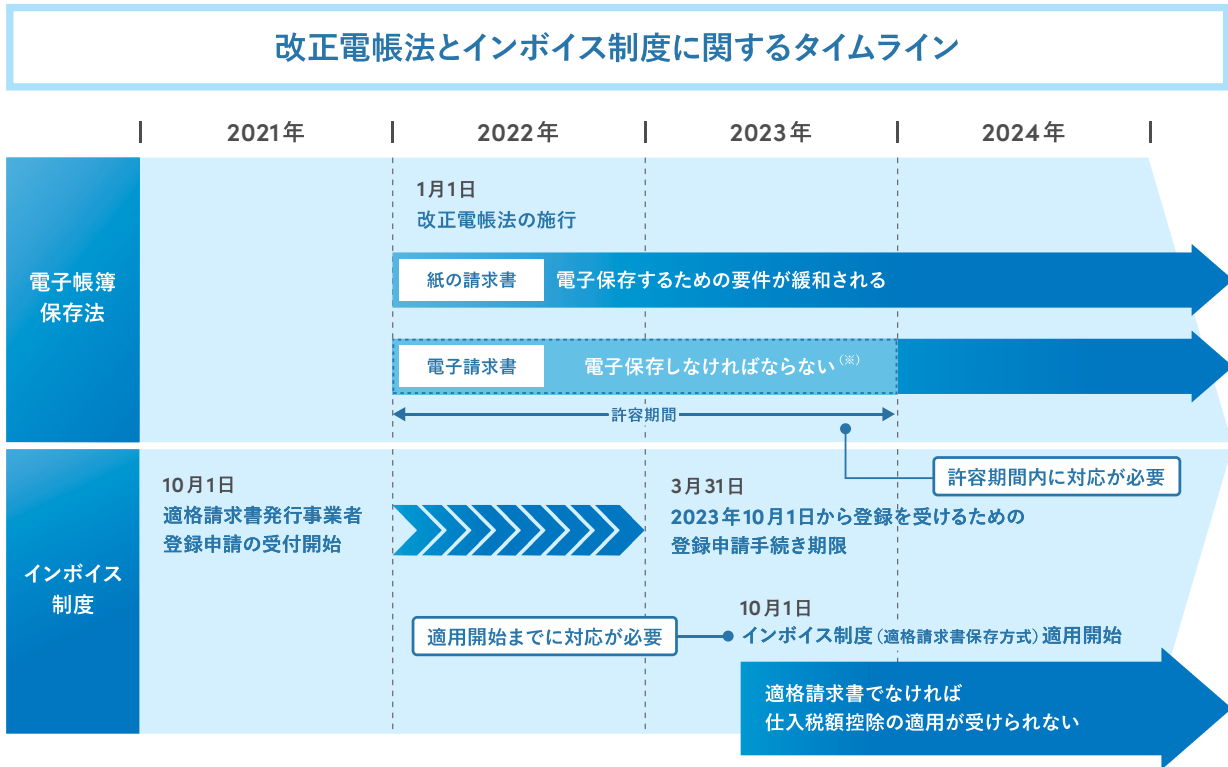 改正電帳法とインボイス制度に関するタイムライン
2021年
2022年
2023年
2024年
電子帳簿
保存法
1月1日
改正電帳法の施行
紙の請求書
電子保存するための要件が緩和される
電子請求書
電子保存しなければならない(※)
許容期間
許容期間内に対応が必要
インボイス
制度
10月1日
適格請求書発行事業者
登録申請の受付開始
3月31日
2023年10月1日から登録を受けるための
登録申請手続き期限
適用開始までに対応が必要
10月1日
インボイス制度(適格請求書保存方式)適用開始
適格請求書でなければ
仕入税額控除の適用が受けられない